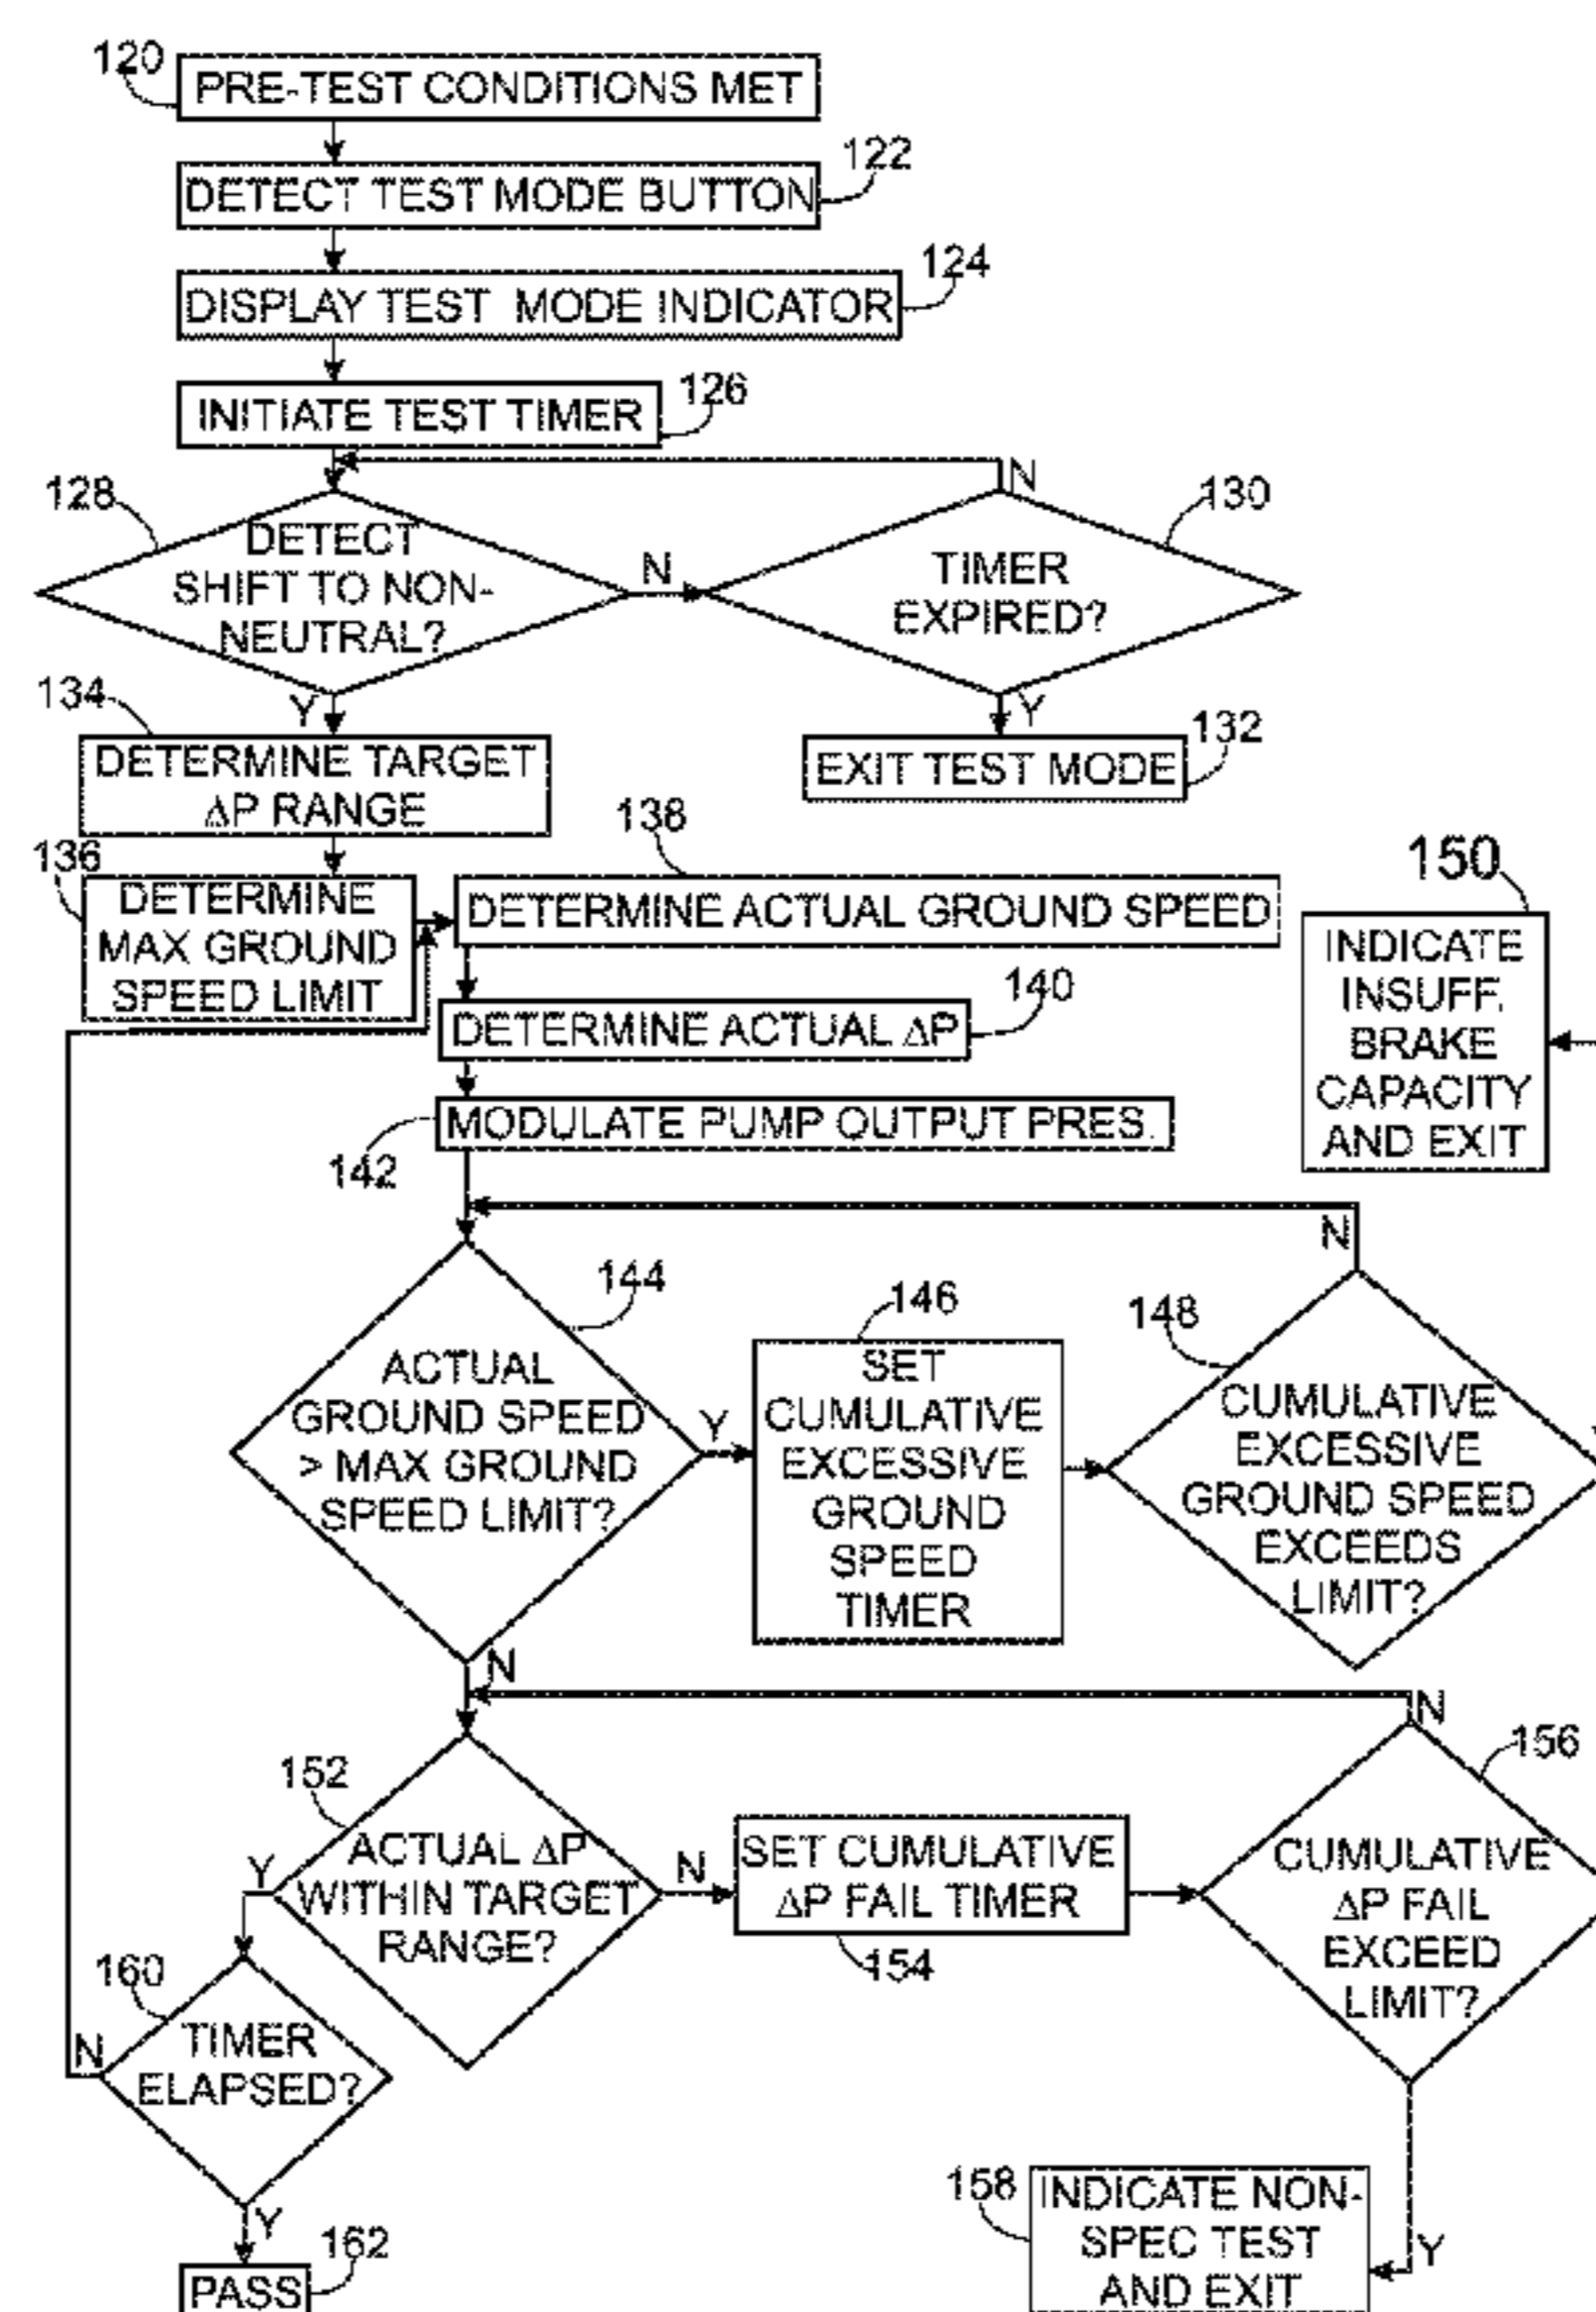 120
PRE-TEST CONDITIONS MET
122
DETECT TEST MODE BUTTON
124
DISPLAY TEST MODE INDICATOR
126
INITIATE TEST TIMER
128
DETECT
SHIFT TO NON-
NEUTRAL?
N
Y
130
TIMER
EXPIRED?
N
Y
132
EXIT TEST MODE
134
DETERMINE TARGET
ΔP RANGE
136
DETERMINE
MAX GROUND
SPEED LIMIT
138
DETERMINE ACTUAL GROUND SPEED
140
DETERMINE ACTUAL ΔP
142
MODULATE PUMP OUTPUT PRES.
150
INDICATE
INSUFF.
BRAKE
CAPACITY
AND EXIT
144
ACTUAL
GROUND SPEED
> MAX GROUND
SPEED LIMIT?
Y
N
146
SET
CUMULATIVE
EXCESSIVE
GROUND
SPEED
TIMER
148
CUMULATIVE
EXCESSIVE
GROUND SPEED
EXCEEDS
LIMIT?
N
152
ACTUAL ΔP
WITHIN TARGET
RANGE?
Y
N
154
SET CUMULATIVE
ΔP FAIL TIMER
156
CUMULATIVE
ΔP FAIL
EXCEED
LIMIT?
N
Y
158
INDICATE NON-
SPEC TEST
AND EXIT
160
TIMER
ELAPSED?
N
Y
162
PASS